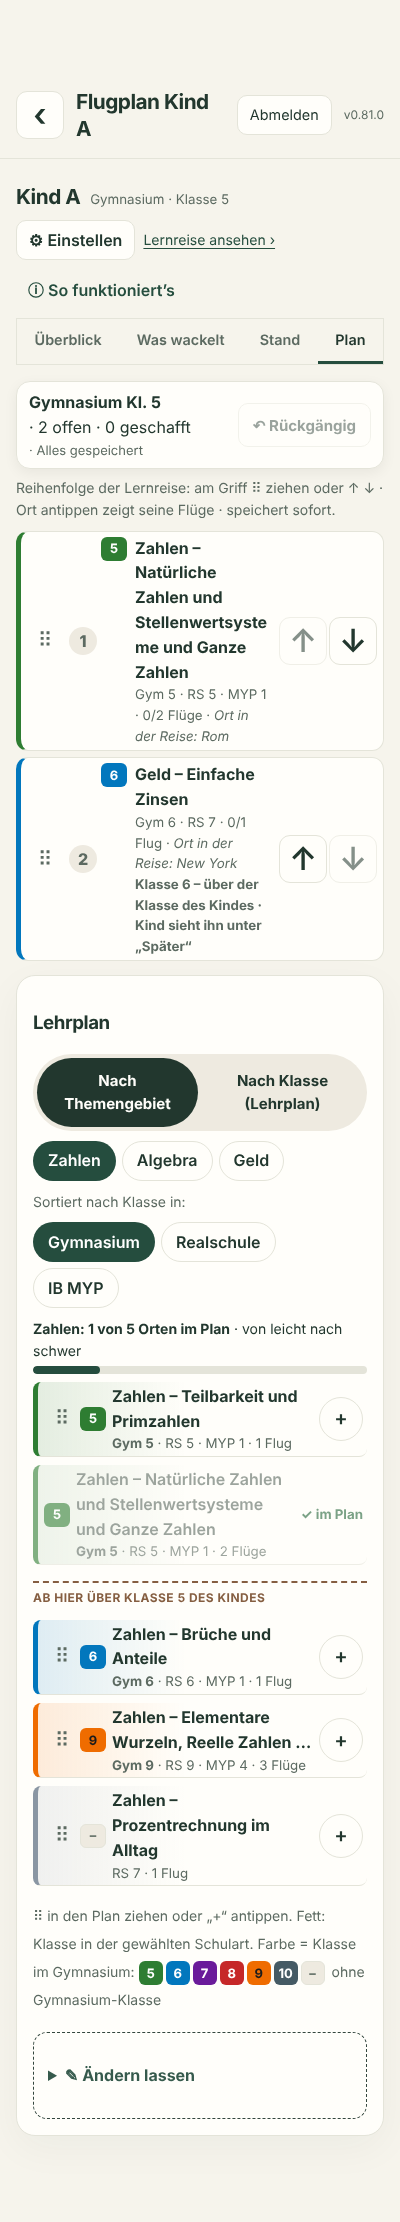 ‹
Flugplan Kind
A
Abmelden
v0.81.0
Kind A Gymnasium · Klasse 5
⚙ Einstellen
Lernreise ansehen ›
ⓘ So funktioniert’s
Überblick
Was wackelt
Stand
Plan
Gymnasium Kl. 5
· 2 offen · 0 geschafft
· Alles gespeichert
↶ Rückgängig
Reihenfolge der Lernreise: am Griff ⠿ ziehen oder ↑ ↓ ·
Ort antippen zeigt seine Flüge · speichert sofort.
⠿
1
5
Zahlen –
Natürliche
Zahlen und
Stellenwertsyste
me und Ganze
Zahlen
Gym 5 · RS 5 · MYP 1
· 0/2 Flüge · Ort in
der Reise: Rom
↑
↓
⠿
2
6
Geld – Einfache
Zinsen
Gym 6 · RS 7 · 0/1
Flug · Ort in der
Reise: New York
Klasse 6 – über der
Klasse des Kindes ·
Kind sieht ihn unter
„Später“
↑
↓
Lehrplan
Nach
Themengebiet
Nach Klasse
(Lehrplan)
Zahlen
Algebra
Geld
Sortiert nach Klasse in:
Gymnasium
Realschule
IB MYP
Zahlen: 1 von 5 Orten im Plan · von leicht nach
schwer
⠿
5
Zahlen – Teilbarkeit und
Primzahlen
Gym 5 · RS 5 · MYP 1 · 1 Flug
+
5
Zahlen – Natürliche Zahlen
und Stellenwertsysteme
und Ganze Zahlen
Gym 5 · RS 5 · MYP 1 · 2 Flüge
✓ im Plan
AB HIER ÜBER KLASSE 5 DES KINDES
⠿
6
Zahlen – Brüche und
Anteile
Gym 6 · RS 6 · MYP 1 · 1 Flug
+
⠿
9
Zahlen – Elementare
Wurzeln, Reelle Zahlen …
Gym 9 · RS 9 · MYP 4 · 3 Flüge
+
⠿
–
Zahlen –
Prozentrechnung im
Alltag
RS 7 · 1 Flug
+
⠿ in den Plan ziehen oder „+“ antippen. Fett:
Klasse in der gewählten Schulart. Farbe = Klasse
im Gymnasium: 5 6 7 8 9 10 – ohne
Gymnasium-Klasse
▶ ✎ Ändern lassen